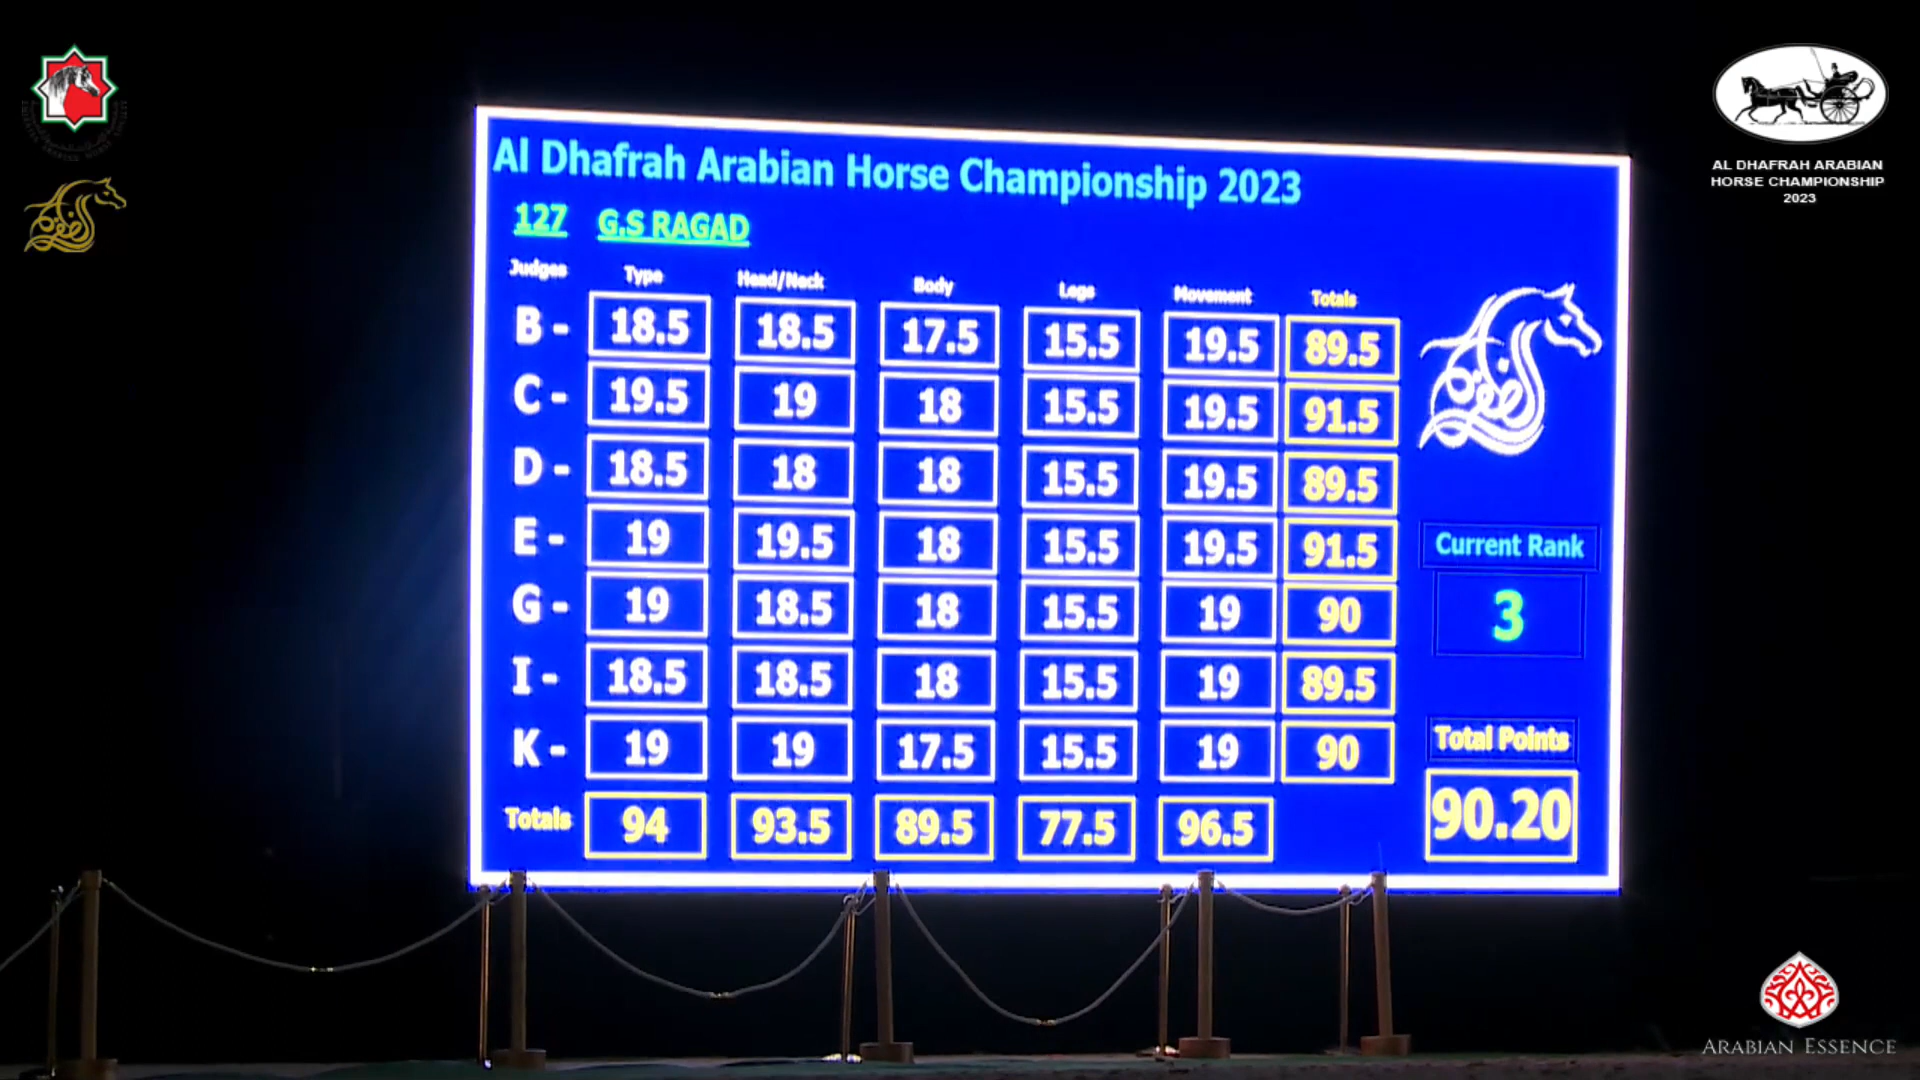 AL DHAFRAH ARABIAN
HORSE CHAMPIONSHIP
2023
Al Dhafrah Arabian Horse Championship 2023
127 G.S RAGAD
Judges Type Head/Neck Body Legs Movement Totals
B - 18.5 18.5 17.5 15.5 19.5 89.5
C - 19.5 19 18 15.5 19.5 91.5
D - 18.5 18 18 15.5 19.5 89.5
E - 19 19.5 18 15.5 19.5 91.5
G - 19 18.5 18 15.5 19 90
I - 18.5 18.5 18 15.5 19 89.5
K - 19 19 17.5 15.5 19 90
Totals 94 93.5 89.5 77.5 96.5
Current Rank
3
Total Points
90.20
ARABIAN ESSENCE